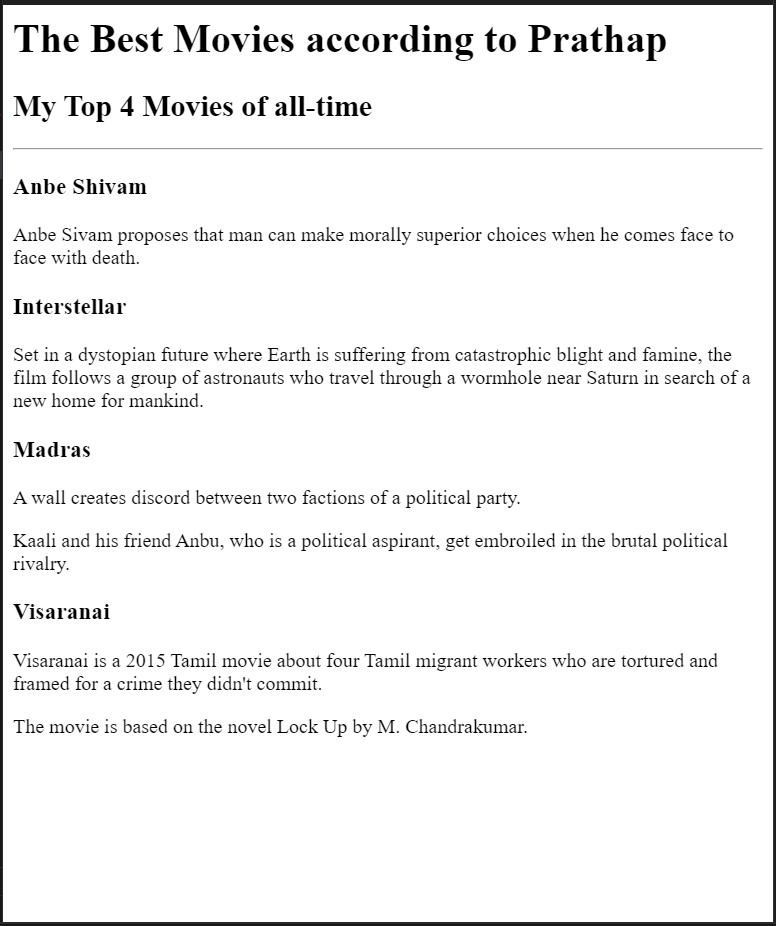 The Best Movies according to Prathap
My Top 4 Movies of all-time
Anbe Shivam
Anbe Sivam proposes that man can make morally superior choices when he comes face to
face with death.
Interstellar
Set in a dystopian future where Earth is suffering from catastrophic blight and famine, the
film follows a group of astronauts who travel through a wormhole near Saturn in search of a
new home for mankind.
Madras
A wall creates discord between two factions of a political party.
Kaali and his friend Anbu, who is a political aspirant, get embroiled in the brutal political
rivalry.
Visaranai
Visaranai is a 2015 Tamil movie about four Tamil migrant workers who are tortured and
framed for a crime they didn't commit.
The movie is based on the novel Lock Up by M. Chandrakumar.